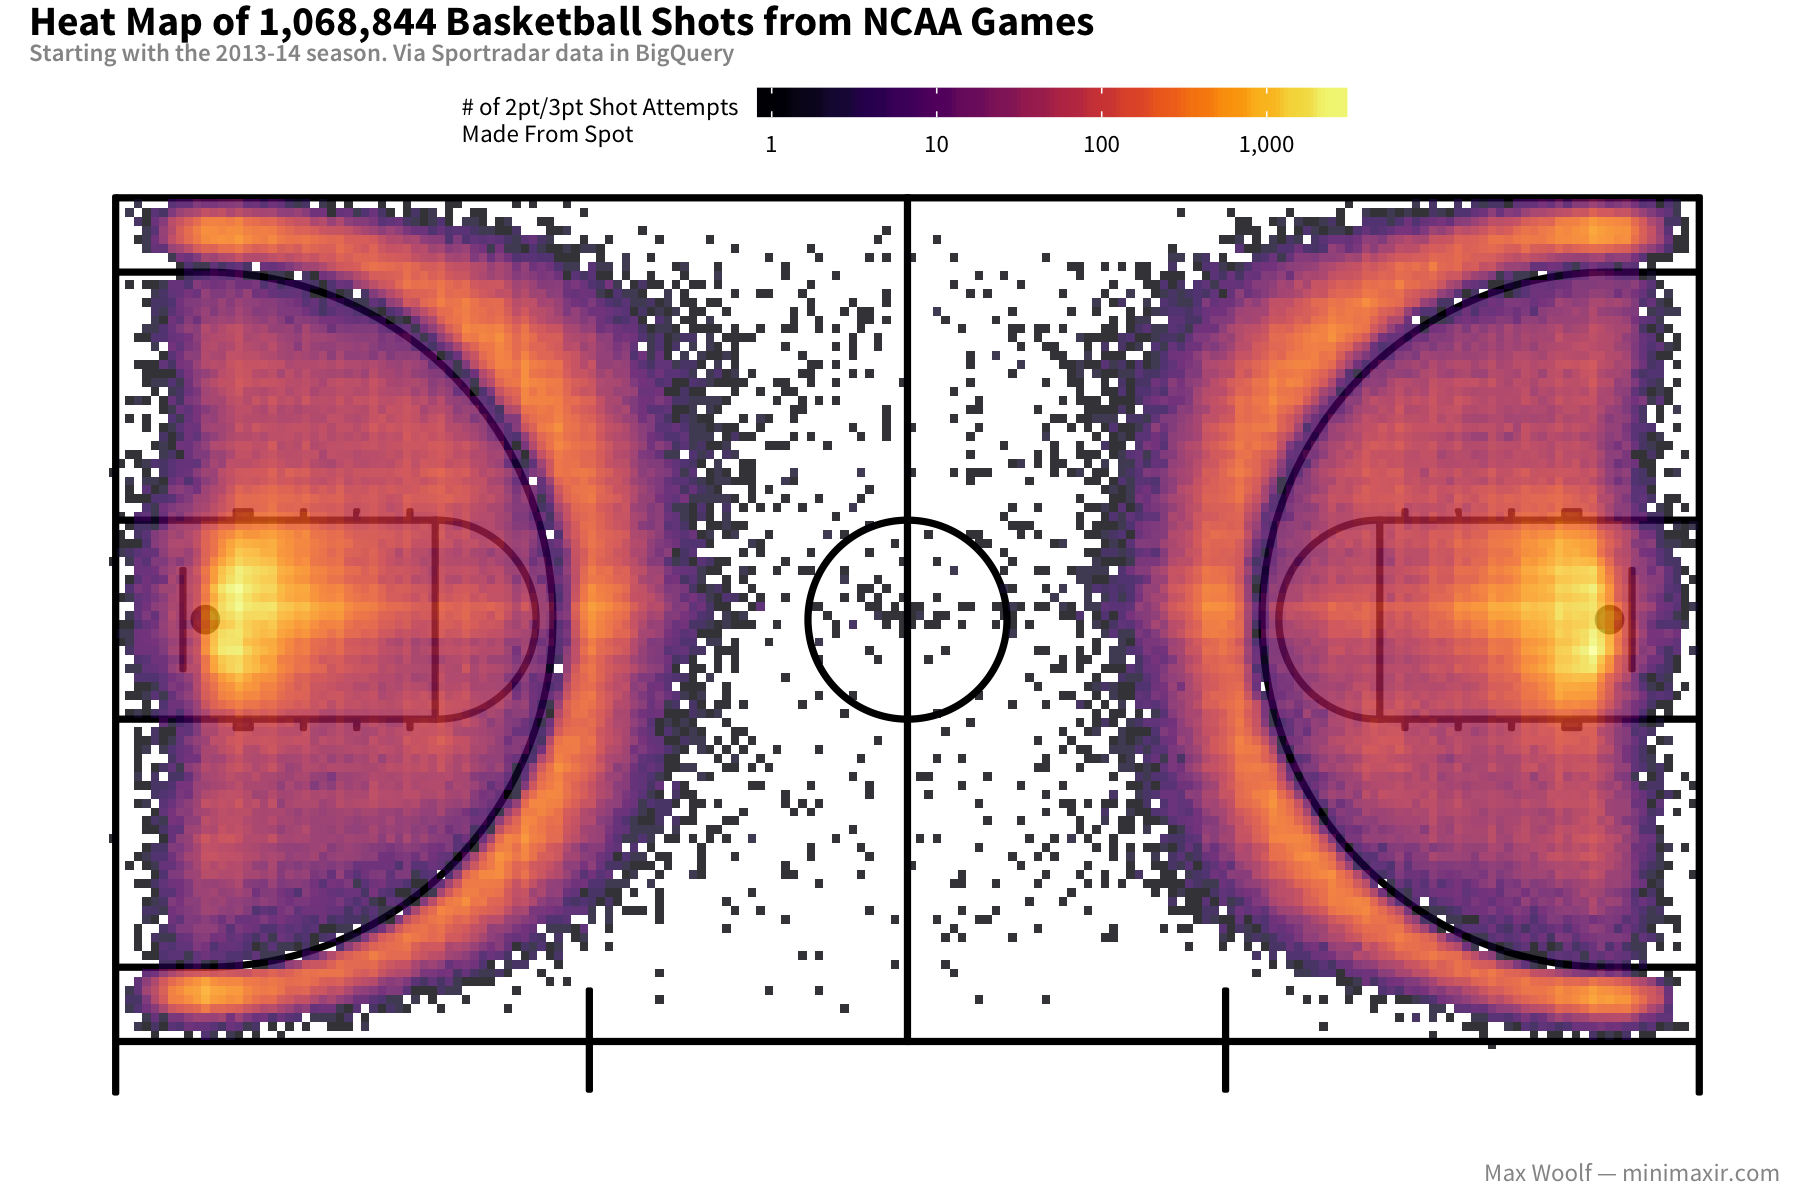 Heat Map of 1,068,844 Basketball Shots from NCAA Games
Starting with the 2013-14 season. Via Sportradar data in BigQuery
# of 2pt/3pt Shot Attempts
Made From Spot
1 10 100 1,000
Max Woolf — minimaxir.com